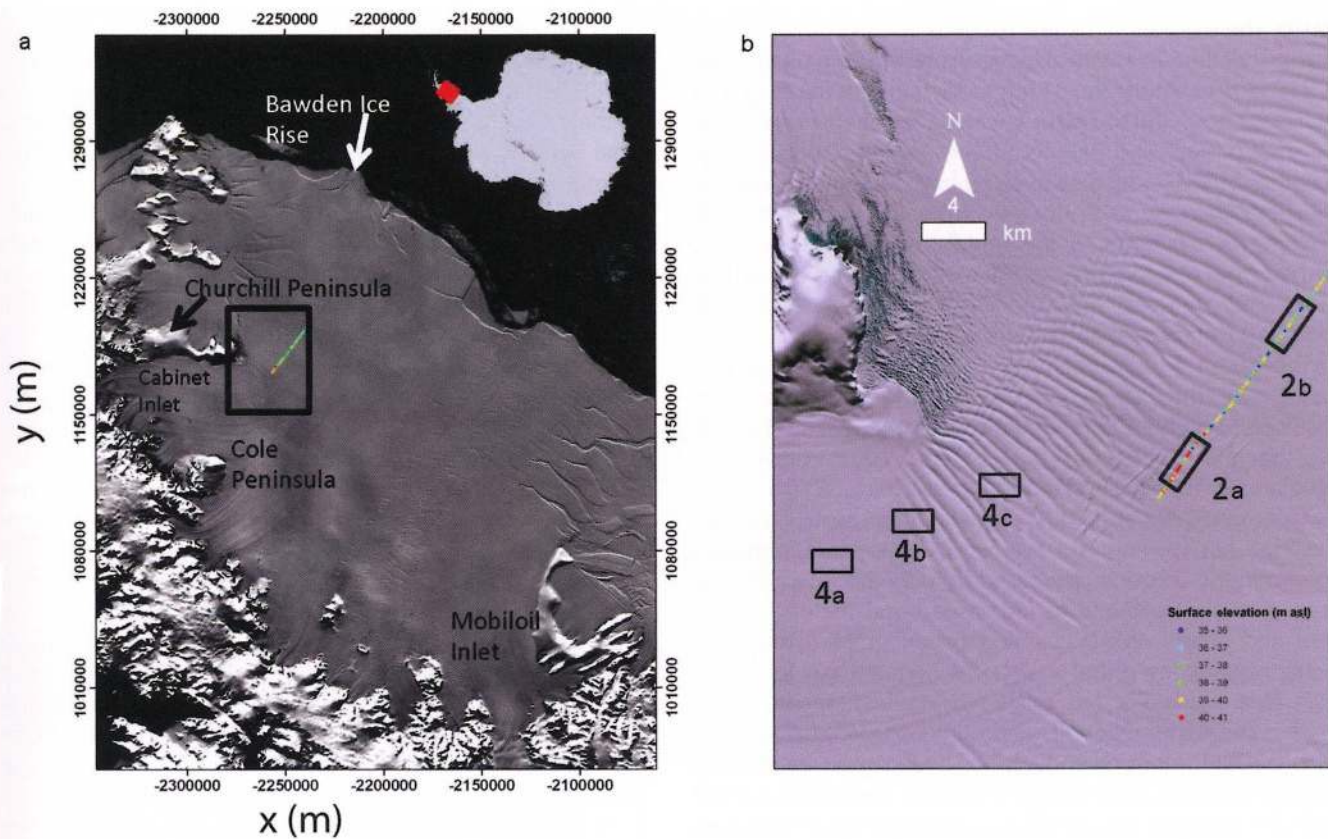 a
-2300000 -2250000 -2200000 -2150000 -2100000
Bawden Ice
Rise
Churchill Peninsula
Cabinet
Inlet
Cole
Peninsula
Mobiloil
Inlet
1290000
1220000
1150000
1080000
1010000
y (m)
1290000
1220000
1150000
1080000
1010000
-2300000 -2250000 -2200000 -2150000 -2100000
x (m)
b
N
4
km
2b
2a
4c
4b
4a
Surface elevation (m asl)
35 - 36
36 - 37
37 - 38
38 - 39
39 - 40
40 - 41